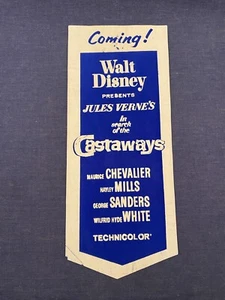 Coming!
Walt
Disney
PRESENTS
JULES VERNE'S
In
search
of the
Castaways
MAURICE CHEVALIER
HAYLEY MILLS
GEORGE SANDERS
WILFRID HYDE WHITE
TECHNICOLOR®